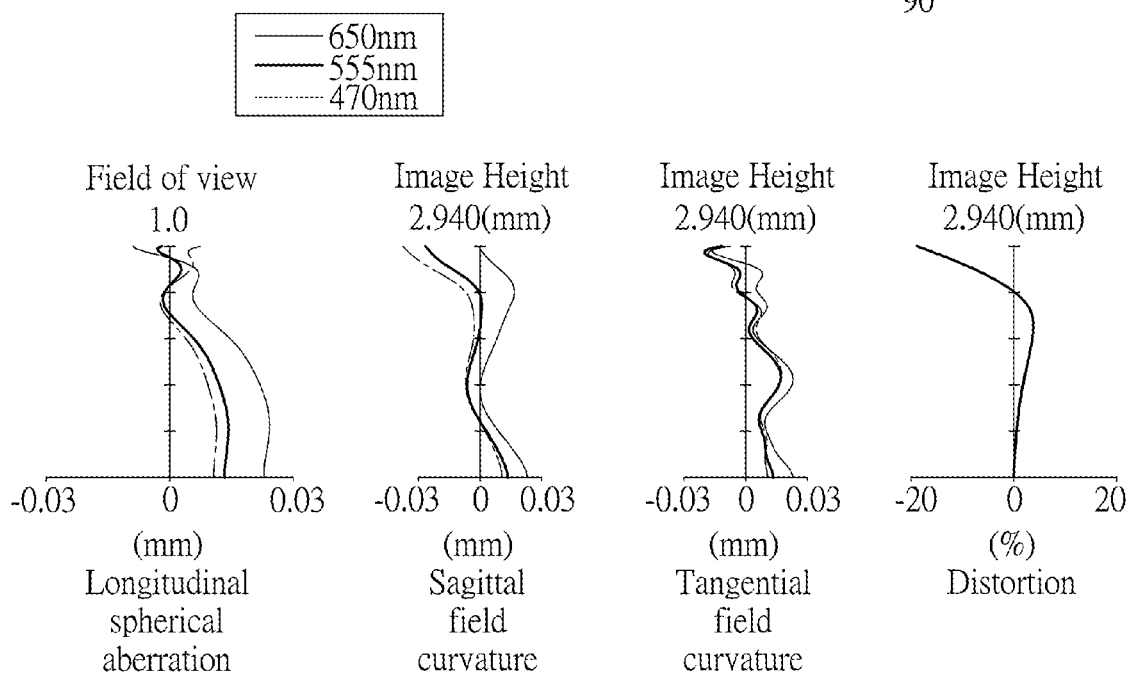 650nm
555nm
470nm
Field of view
1.0
Image Height
2.940(mm)
Image Height
2.940(mm)
Image Height
2.940(mm)
-0.03 0 0.03
(mm)
Longitudinal
spherical
aberration
-0.03 0 0.03
(mm)
Sagittal
field
curvature
-0.03 0 0.03
(mm)
Tangential
field
curvature
-20 0 20
(%)
Distortion